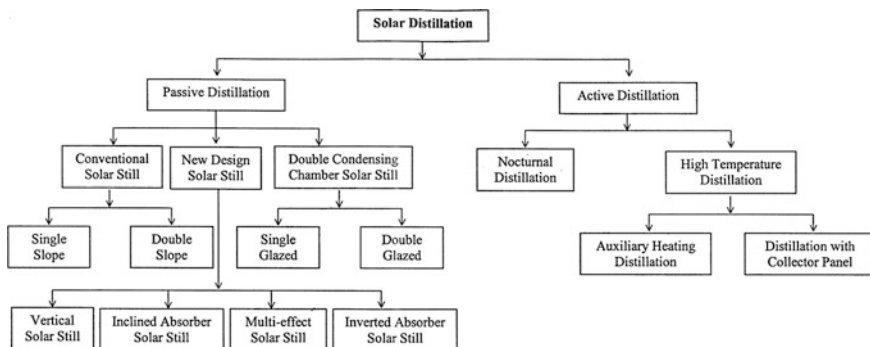 Solar Distillation
Passive Distillation
Active Distillation
Conventional
Solar Still
New Design
Solar Still
Double Condensing
Chamber Solar Still
Nocturnal
Distillation
High Temperature
Distillation
Single
Slope
Double
Slope
Single
Glazed
Double
Glazed
Auxiliary Heating
Distillation
Distillation with
Collector Panel
Vertical
Solar Still
Inclined Absorber
Solar Still
Multi-effect
Solar Still
Inverted Absorber
Solar Still